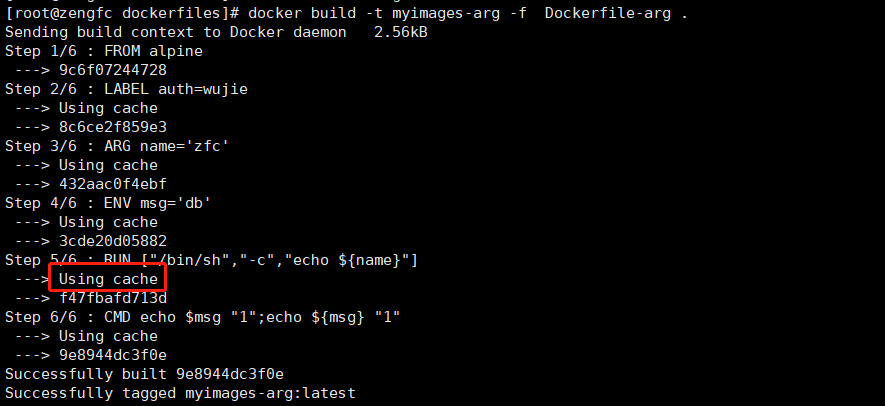 [root@zengfc dockerfiles]# docker build -t myimages-arg -f  Dockerfile-arg .
Sending build context to Docker daemon   2.56kB
Step 1/6 : FROM alpine
 ---> 9c6f07244728
Step 2/6 : LABEL auth=wujie
 ---> Using cache
 ---> 8c6ce2f859e3
Step 3/6 : ARG name='zfc'
 ---> Using cache
 ---> 432aac0f4ebf
Step 4/6 : ENV msg='db'
 ---> Using cache
 ---> 3cde20d05882
Step 5/6 : RUN ["/bin/sh","-c","echo ${name}"]
 ---> Using cache
 ---> f47fbafd713d
Step 6/6 : CMD echo $msg "1";echo ${msg} "1"
 ---> Using cache
 ---> 9e8944dc3f0e
Successfully built 9e8944dc3f0e
Successfully tagged myimages-arg:latest